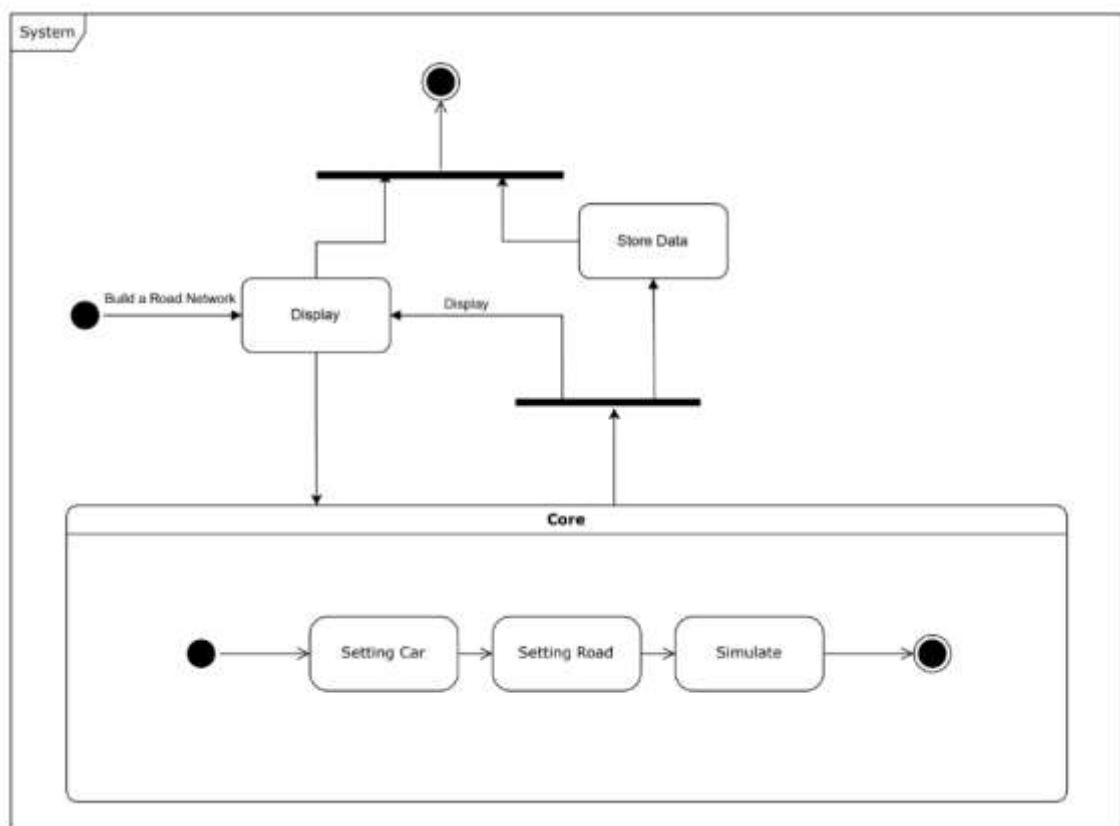 System
Store Data
Build a Road Network
Display
Display
Core
Setting Car
Setting Road
Simulate